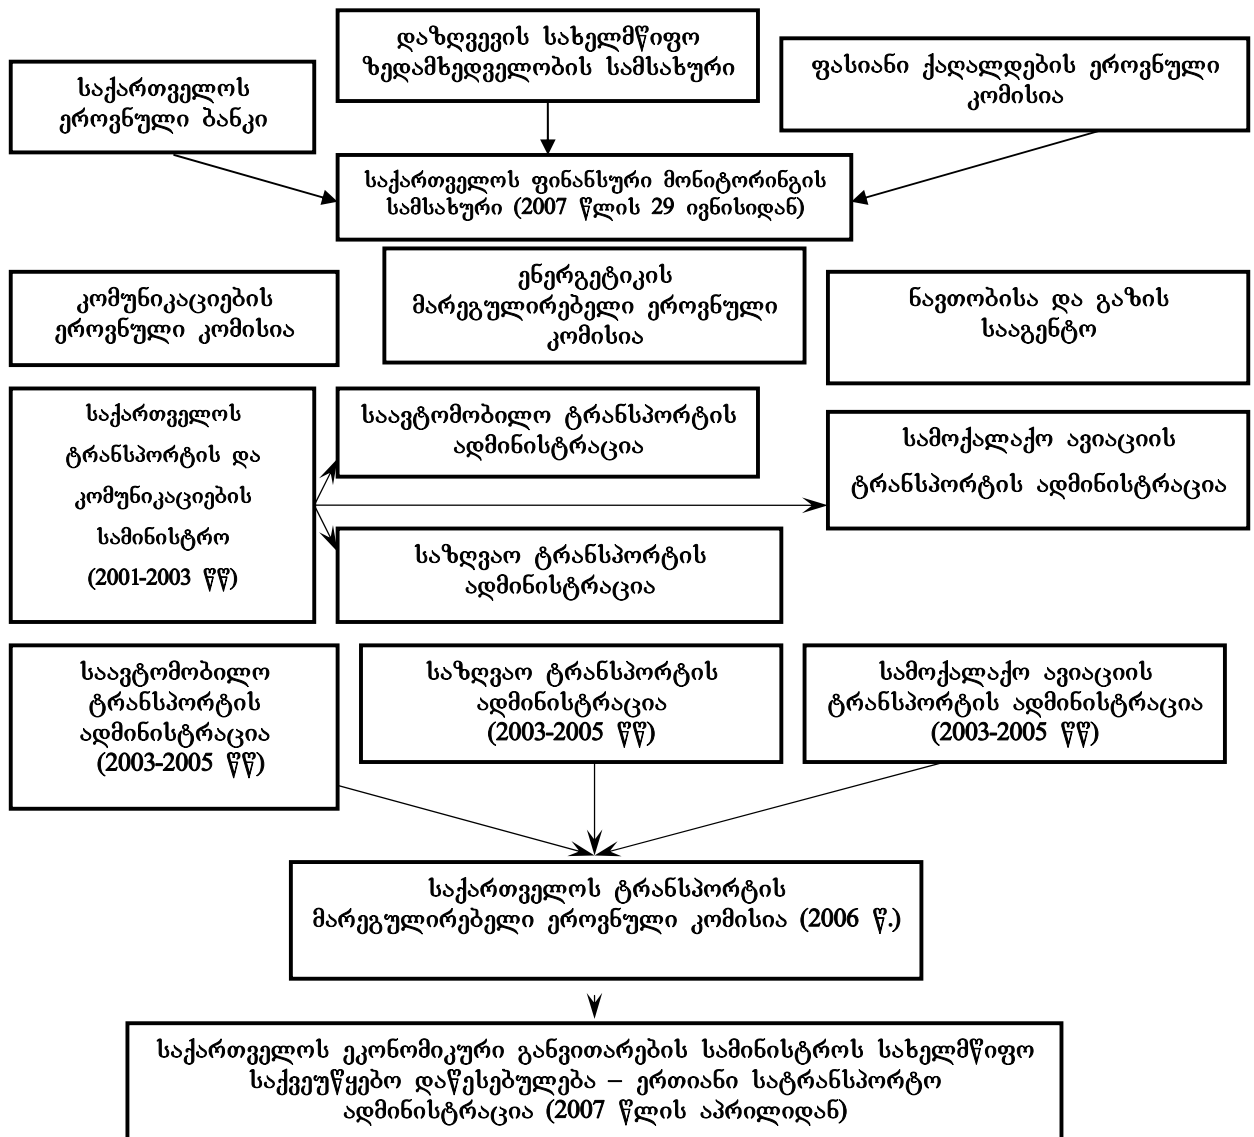 დაზღვევის სახელმწიფო
ზედამხედველობის სამსახური
ფასიანი ქაღალდების ეროვნული
კომისია
საქართველოს
ეროვნული ბანკი
საქართველოს ფინანსური მონიტორინგის
სამსახური (2007 წლის 29 ივნისიდან)
კომუნიკაციების
ეროვნული კომისია
ენერგეტიკის
მარეგულირებელი ეროვნული
კომისია
ნავთობისა და გაზის
სააგენტო
საქართველოს
ტრანსპორტის და
კომუნიკაციების
სამინისტრო
(2001-2003 წწ)
საავტომობილო ტრანსპორტის
ადმინისტრაცია
სამოქალაქო ავიაციის
ტრანსპორტის ადმინისტრაცია
საზღვაო ტრანსპორტის
ადმინისტრაცია
საავტომობილო
ტრანსპორტის
ადმინისტრაცია
(2003-2005 წწ)
საზღვაო ტრანსპორტის
ადმინისტრაცია
(2003-2005 წწ)
სამოქალაქო ავიაციის
ტრანსპორტის ადმინისტრაცია
(2003-2005 წწ)
საქართველოს ტრანსპორტის
მარეგულირებელი ეროვნული კომისია (2006 წ.)
საქართველოს ეკონომიკური განვითარების სამინისტროს სახელმწიფო
საქვეუწყებო დაწესებულება – ერთიანი სატრანსპორტო
ადმინისტრაცია (2007 წლის აპრილიდან)